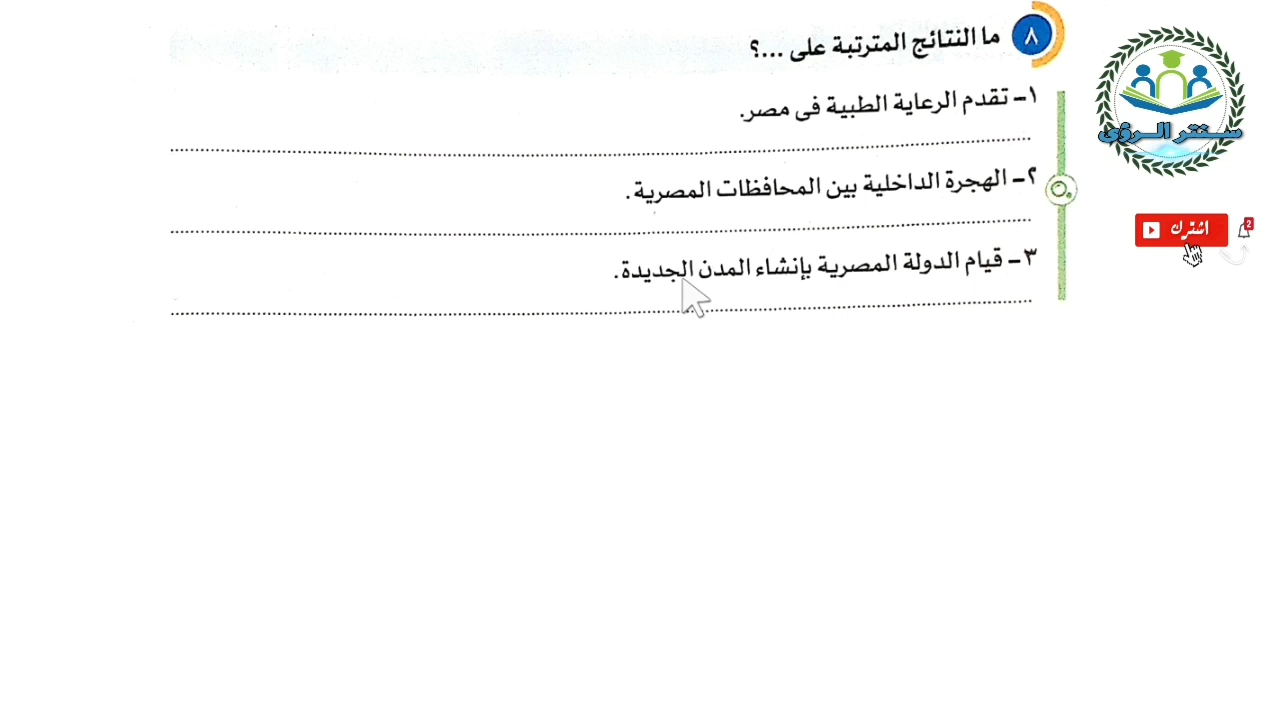 ٨ ما النتائج المترتبة على ...؟
١- تقدم الرعاية الطبية فى مصر.
٢- الهجرة الداخلية بين المحافظات المصرية.
٣- قيام الدولة المصرية بإنشاء المدن الجديدة.
سنتر الرؤى
اشترك
2